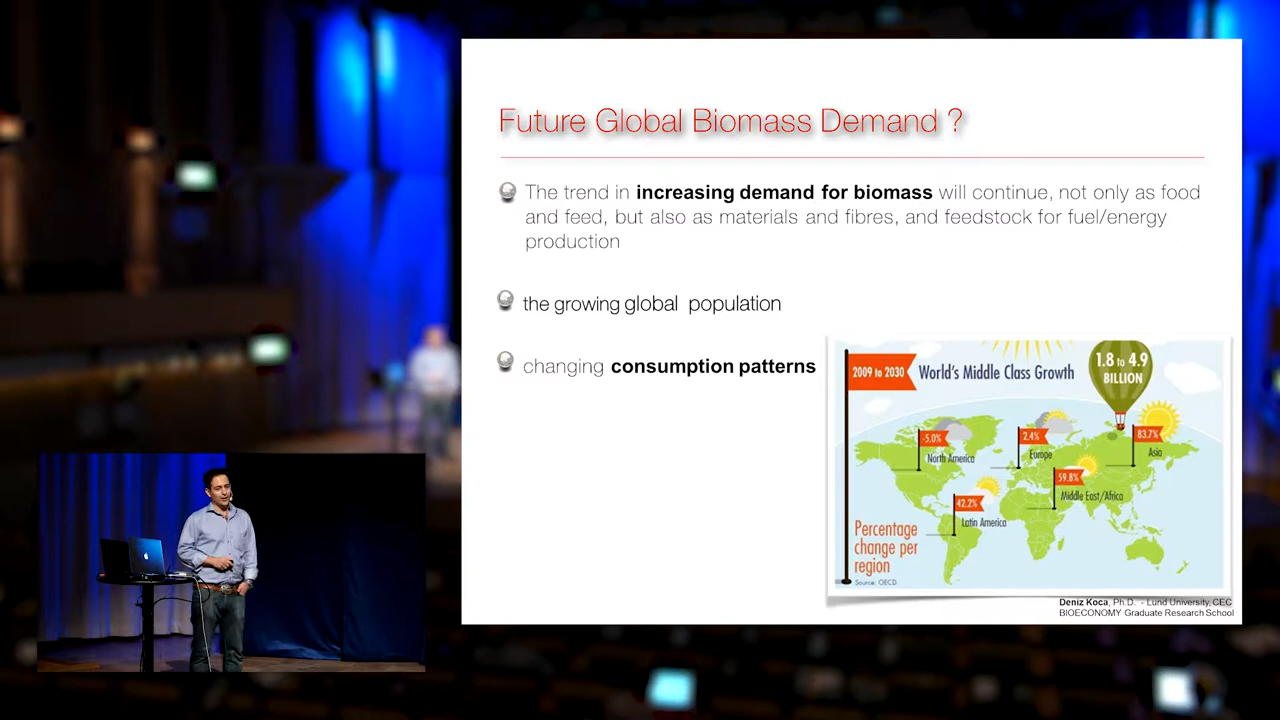 Future Global Biomass Demand ?
The trend in increasing demand for biomass will continue, not only as food
and feed, but also as materials and fibres, and feedstock for fuel/energy
production
the growing global population
changing consumption patterns
2009 to 2030
World's Middle Class Growth
1.8 to 4.9
BILLION
-5.0%
North America
2.4%
Europe
83.7%
Asia
59.8%
Middle East/Africa
42.2%
Latin America
Percentage
change per
region
Source: OECD
Deniz Koca, Ph.D. - Lund University, CEC
BIOECONOMY Graduate Research School